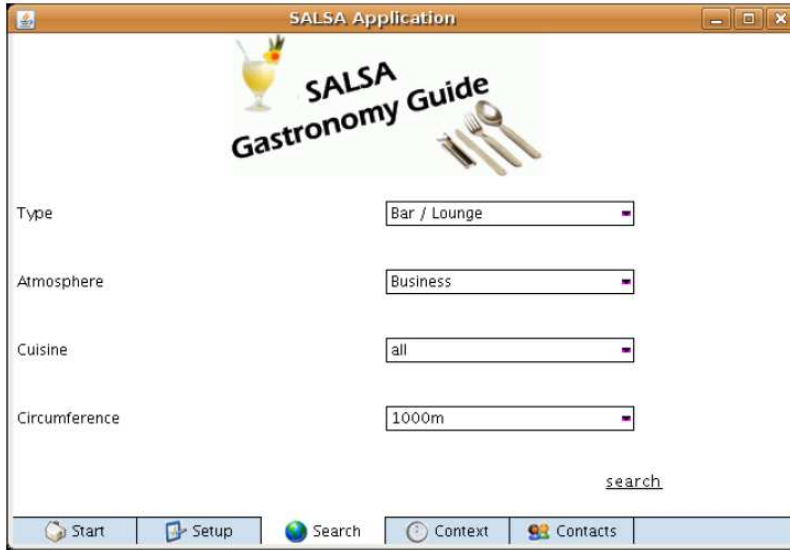 SALSA Application
SALSA
Gastronomy Guide
Type Bar / Lounge
Atmosphere Business
Cuisine all
Circumference 1000m
search
Start Setup Search Context Contacts